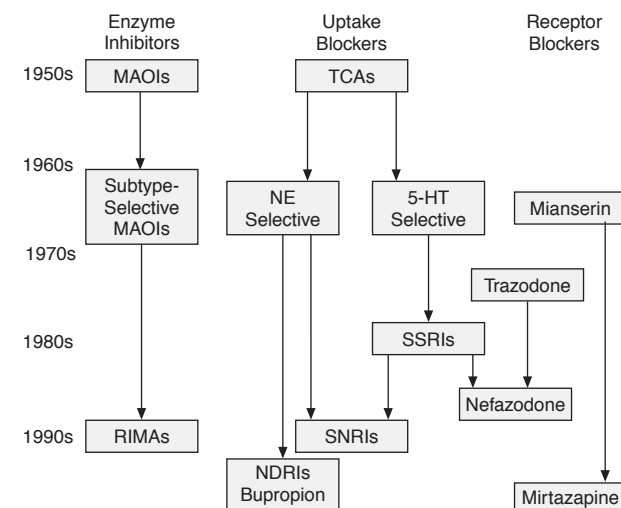 Enzyme
Inhibitors
Uptake
Blockers
Receptor
Blockers
1950s
MAOIs
TCAs
1960s
Subtype-
Selective
MAOIs
NE
Selective
5-HT
Selective
Mianserin
1970s
Trazodone
1980s
SSRIs
Nefazodone
1990s
RIMAs
SNRIs
NDRIs
Bupropion
Mirtazapine